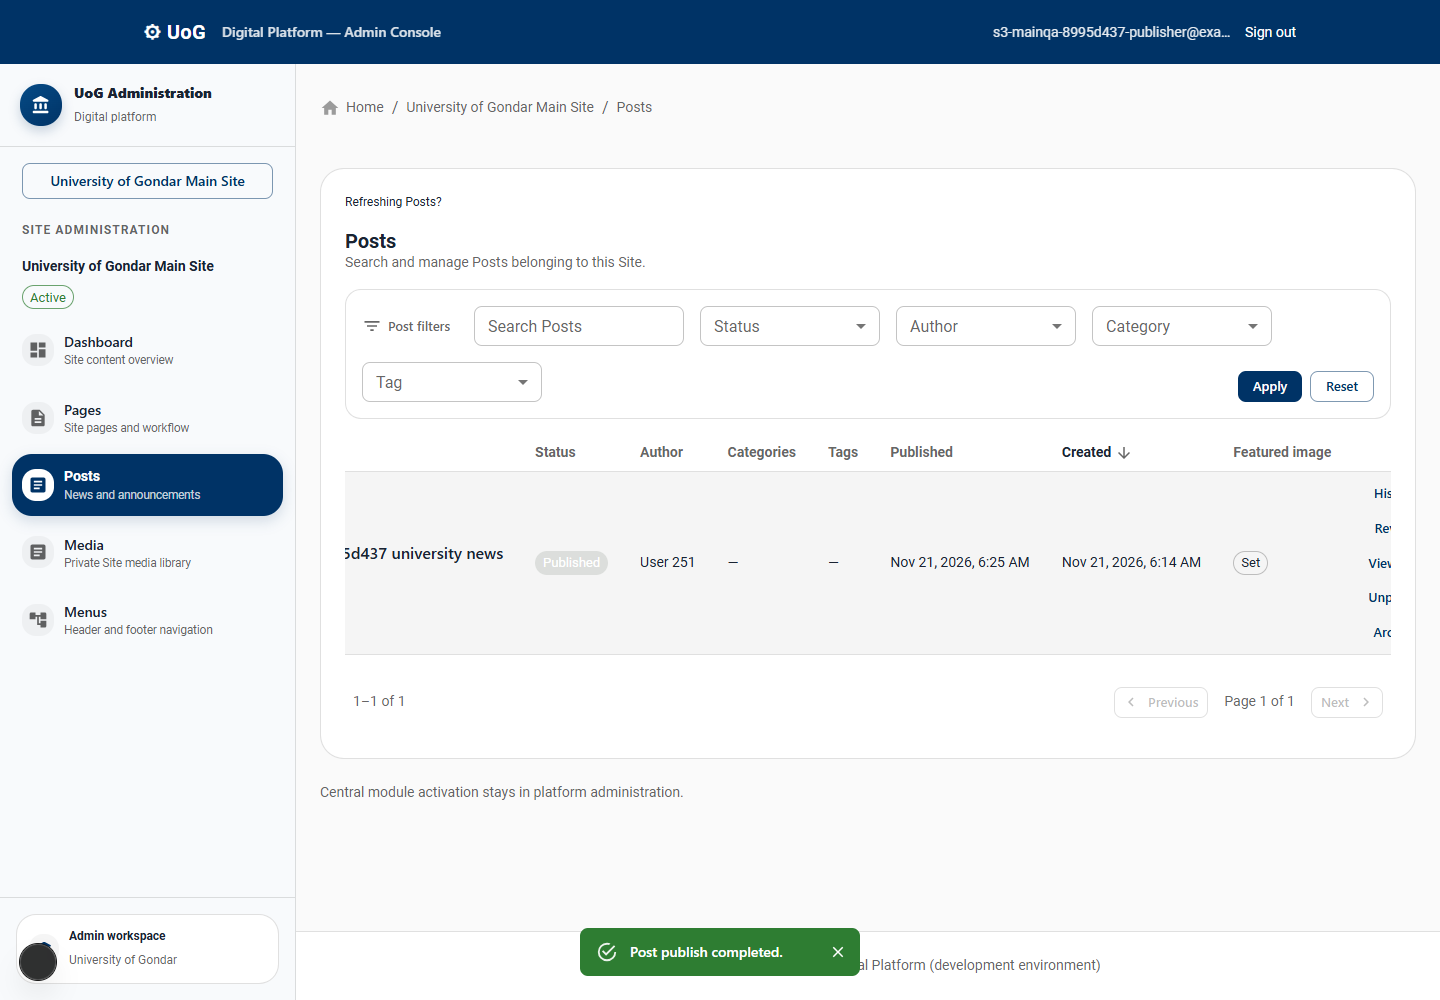 UoG Digital Platform — Admin Console
s3-mainqa-8995d437-publisher@exa... Sign out
UoG Administration
Digital platform
University of Gondar Main Site
SITE ADMINISTRATION
University of Gondar Main Site
Active
Dashboard
Site content overview
Pages
Site pages and workflow
Posts
News and announcements
Media
Private Site media library
Menus
Header and footer navigation
Admin workspace
University of Gondar
Home / University of Gondar Main Site / Posts
Refreshing Posts?
Posts
Search and manage Posts belonging to this Site.
Post filters Search Posts Status Author Category
Tag Apply Reset
Status Author Categories Tags Published Created Featured image
5d437 university news Published User 251 — — Nov 21, 2026, 6:25 AM Nov 21, 2026, 6:14 AM Set
His
Rev
View
Unp
Arc
1–1 of 1 Previous Page 1 of 1 Next
Central module activation stays in platform administration.
Post publish completed.
al Platform (development environment)